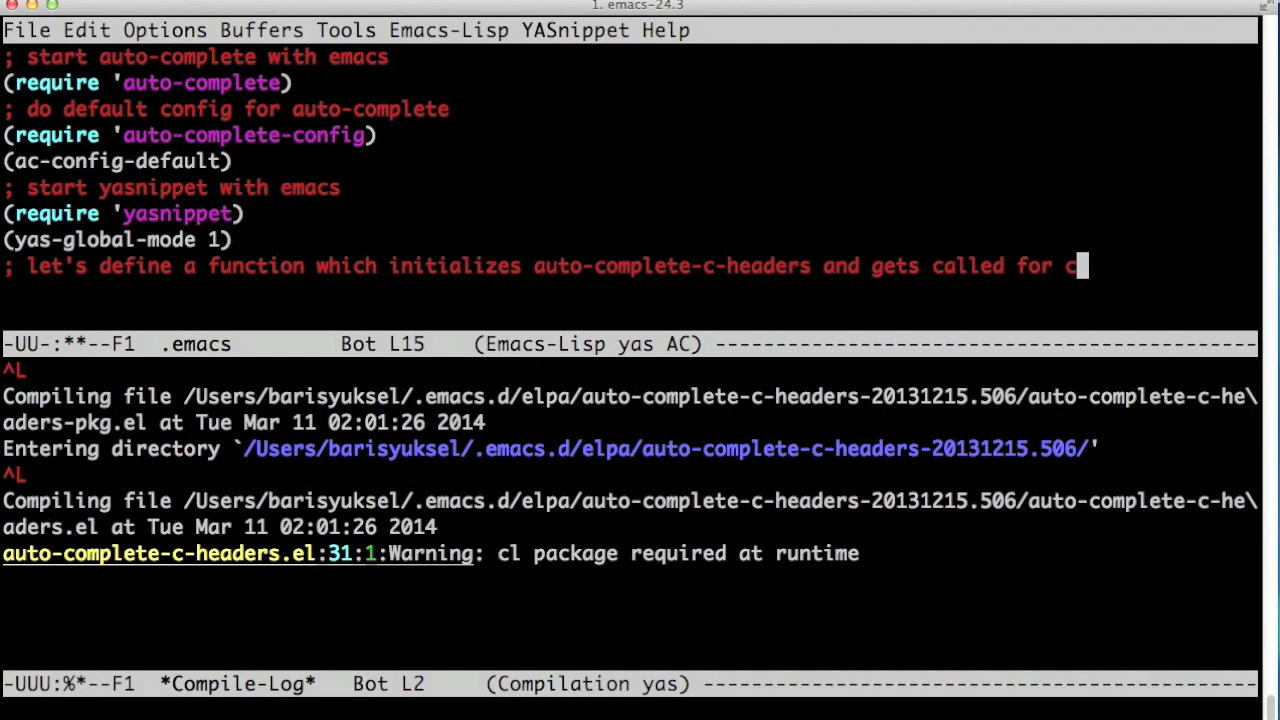 1. emacs-24.3
File Edit Options Buffers Tools Emacs-Lisp YASnippet Help
; start auto-complete with emacs
(require 'auto-complete)
; do default config for auto-complete
(require 'auto-complete-config)
(ac-config-default)
; start yasnippet with emacs
(require 'yasnippet)
(yas-global-mode 1)
; let's define a function which initializes auto-complete-c-headers and gets called for c
-UU-:**--F1  .emacs         Bot L15    (Emacs-Lisp yas AC) ---------------------------------------------
^L
Compiling file /Users/barisyuksel/.emacs.d/elpa/auto-complete-c-headers-20131215.506/auto-complete-c-he\
aders-pkg.el at Tue Mar 11 02:01:26 2014
Entering directory `/Users/barisyuksel/.emacs.d/elpa/auto-complete-c-headers-20131215.506/'
^L
Compiling file /Users/barisyuksel/.emacs.d/elpa/auto-complete-c-headers-20131215.506/auto-complete-c-he\
aders.el at Tue Mar 11 02:01:26 2014
auto-complete-c-headers.el:31:1:Warning: cl package required at runtime
-UUU:%*--F1  *Compile-Log*   Bot L2     (Compilation yas) ----------------------------------------------